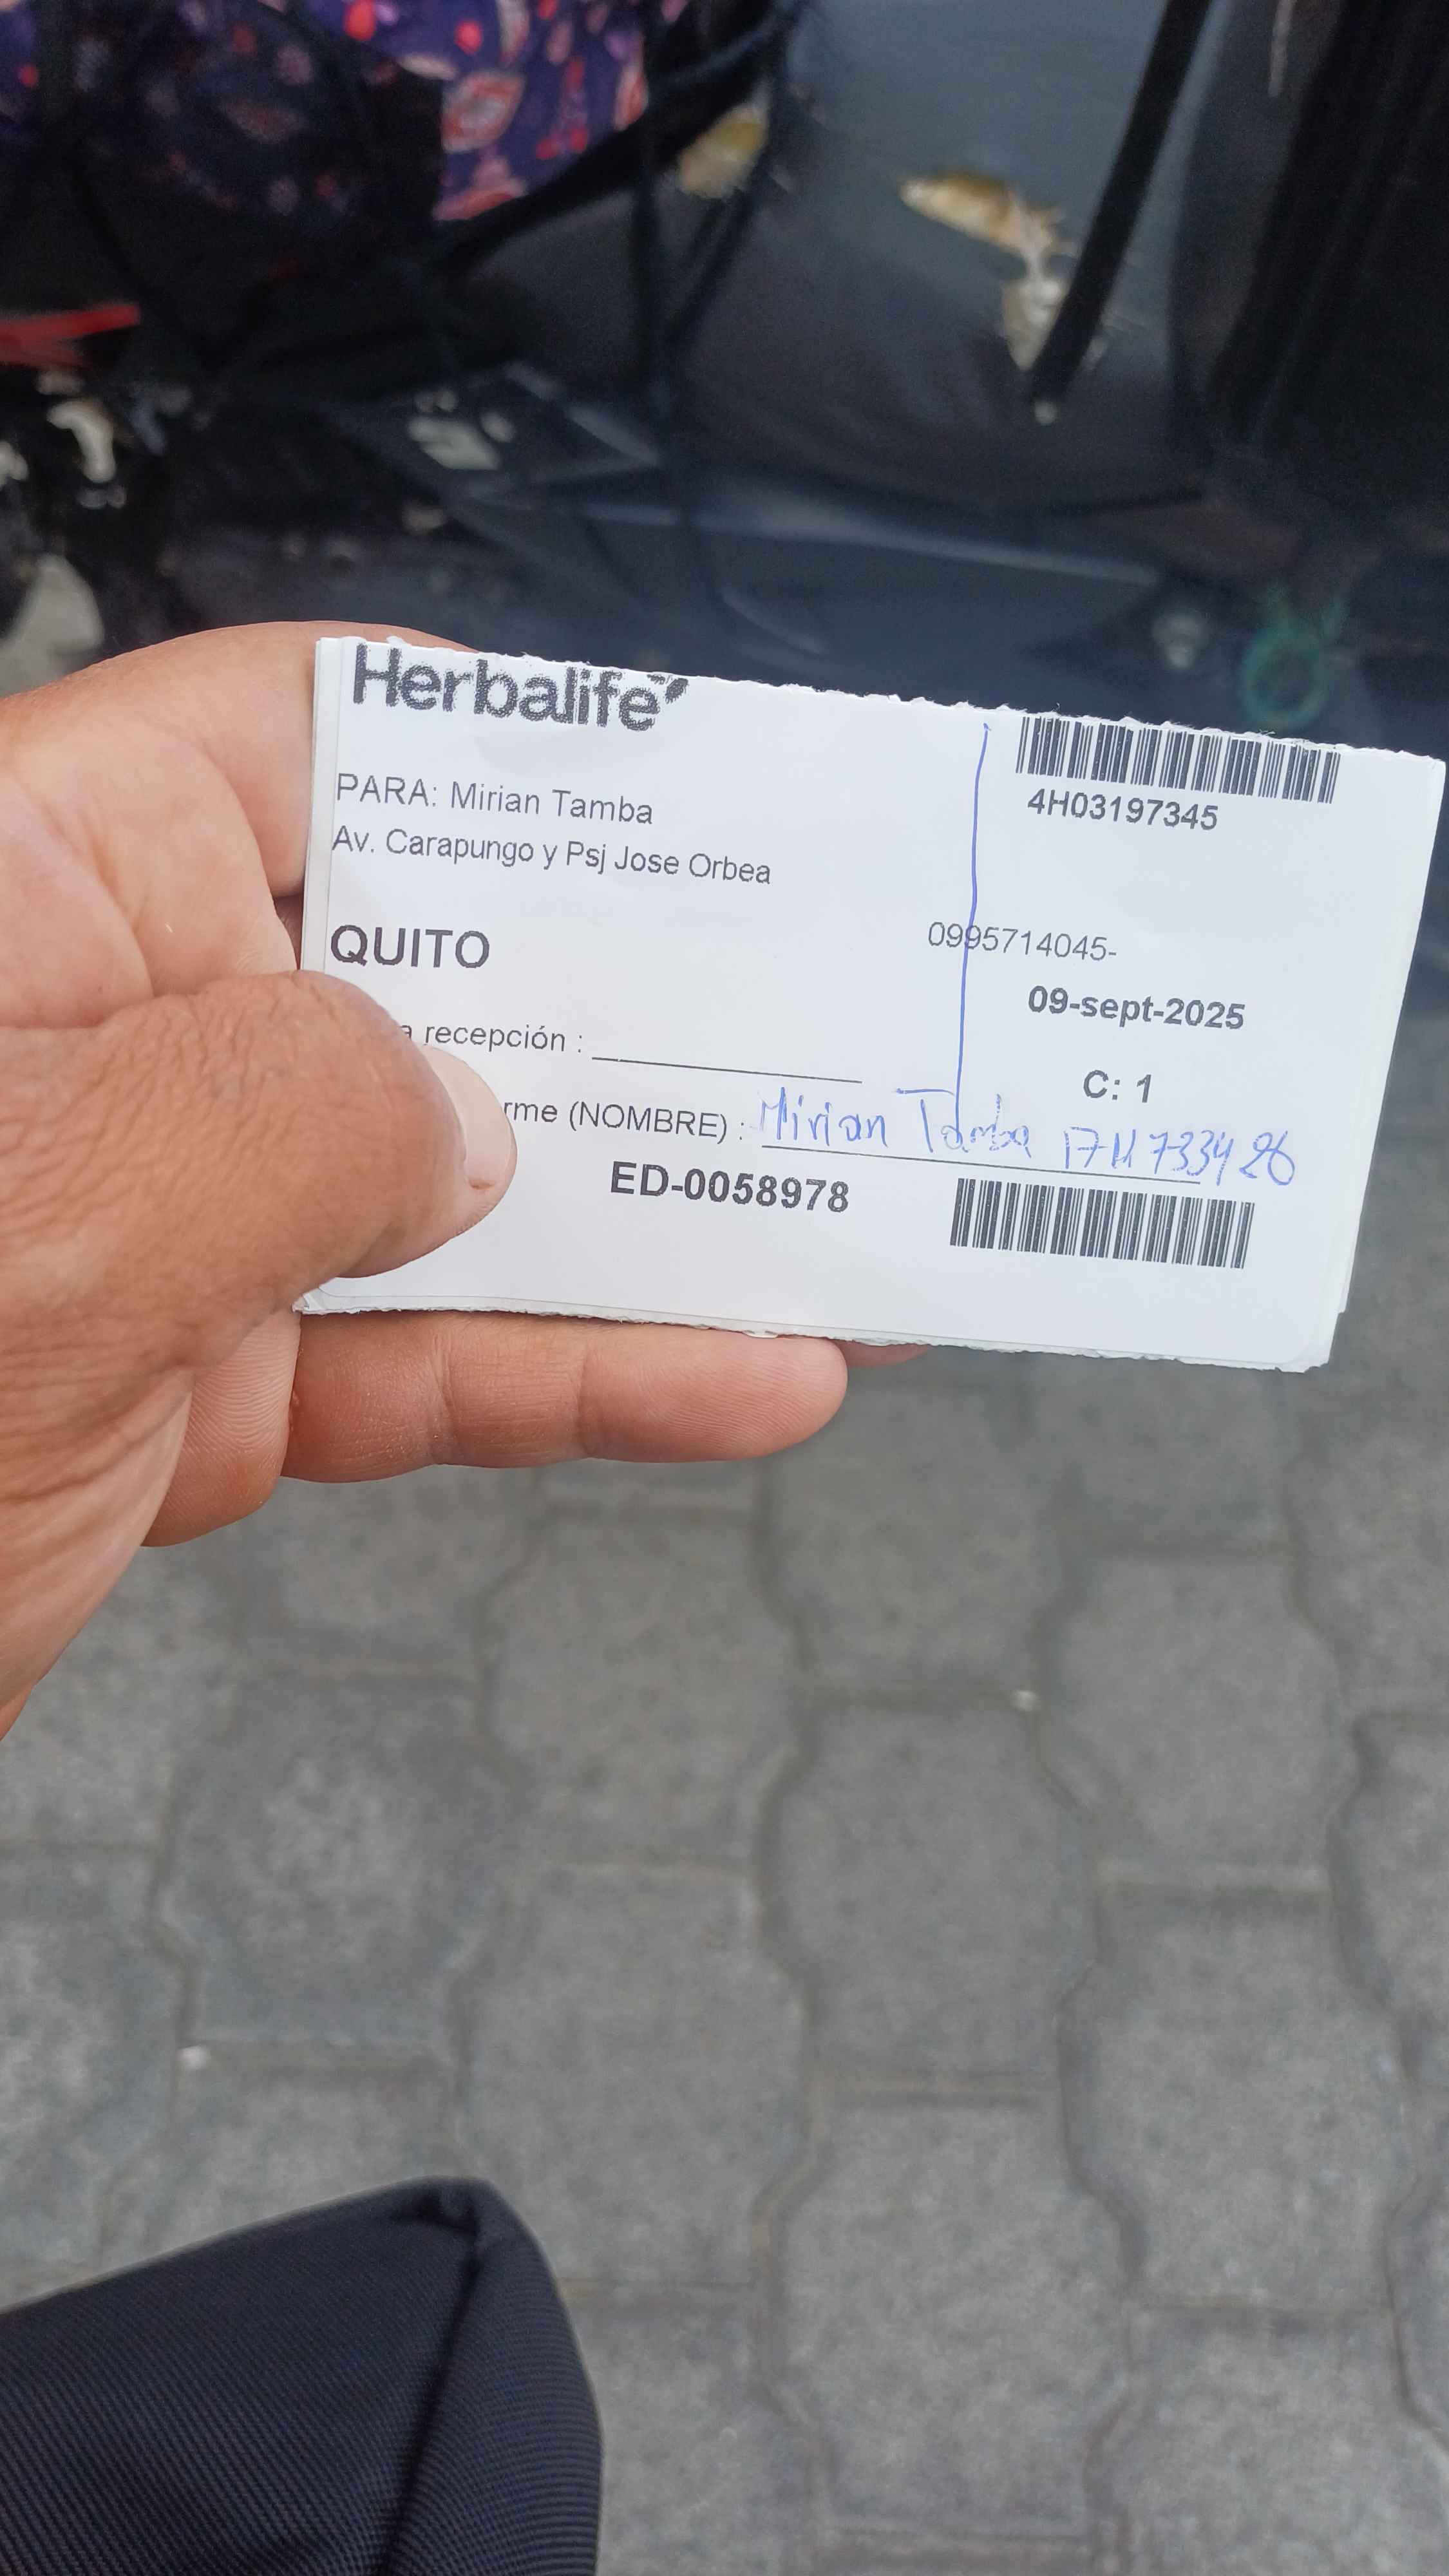 Herbalife
4H03197345
PARA: Mirian Tamba
Av. Carapungo y Psj Jose Orbea
QUITO
0995714045-
09-sept-2025
recepción :
C: 1
rme (NOMBRE) : Mirian Tamba 1711733426
ED-0058978